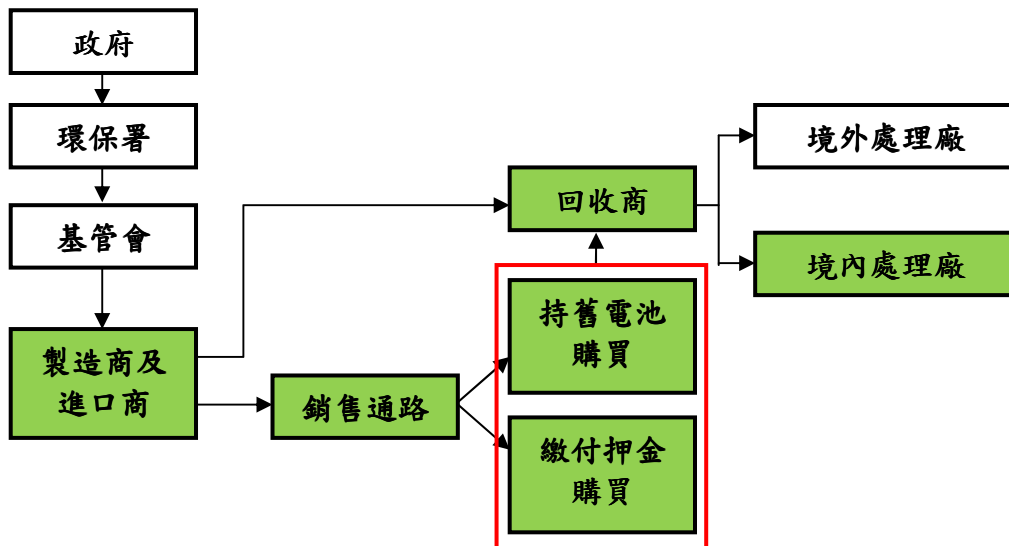 政府
環保署
基管會
製造商及
進口商
銷售通路
回收商
持舊電池
購買
繳付押金
購買
境外處理廠
境內處理廠